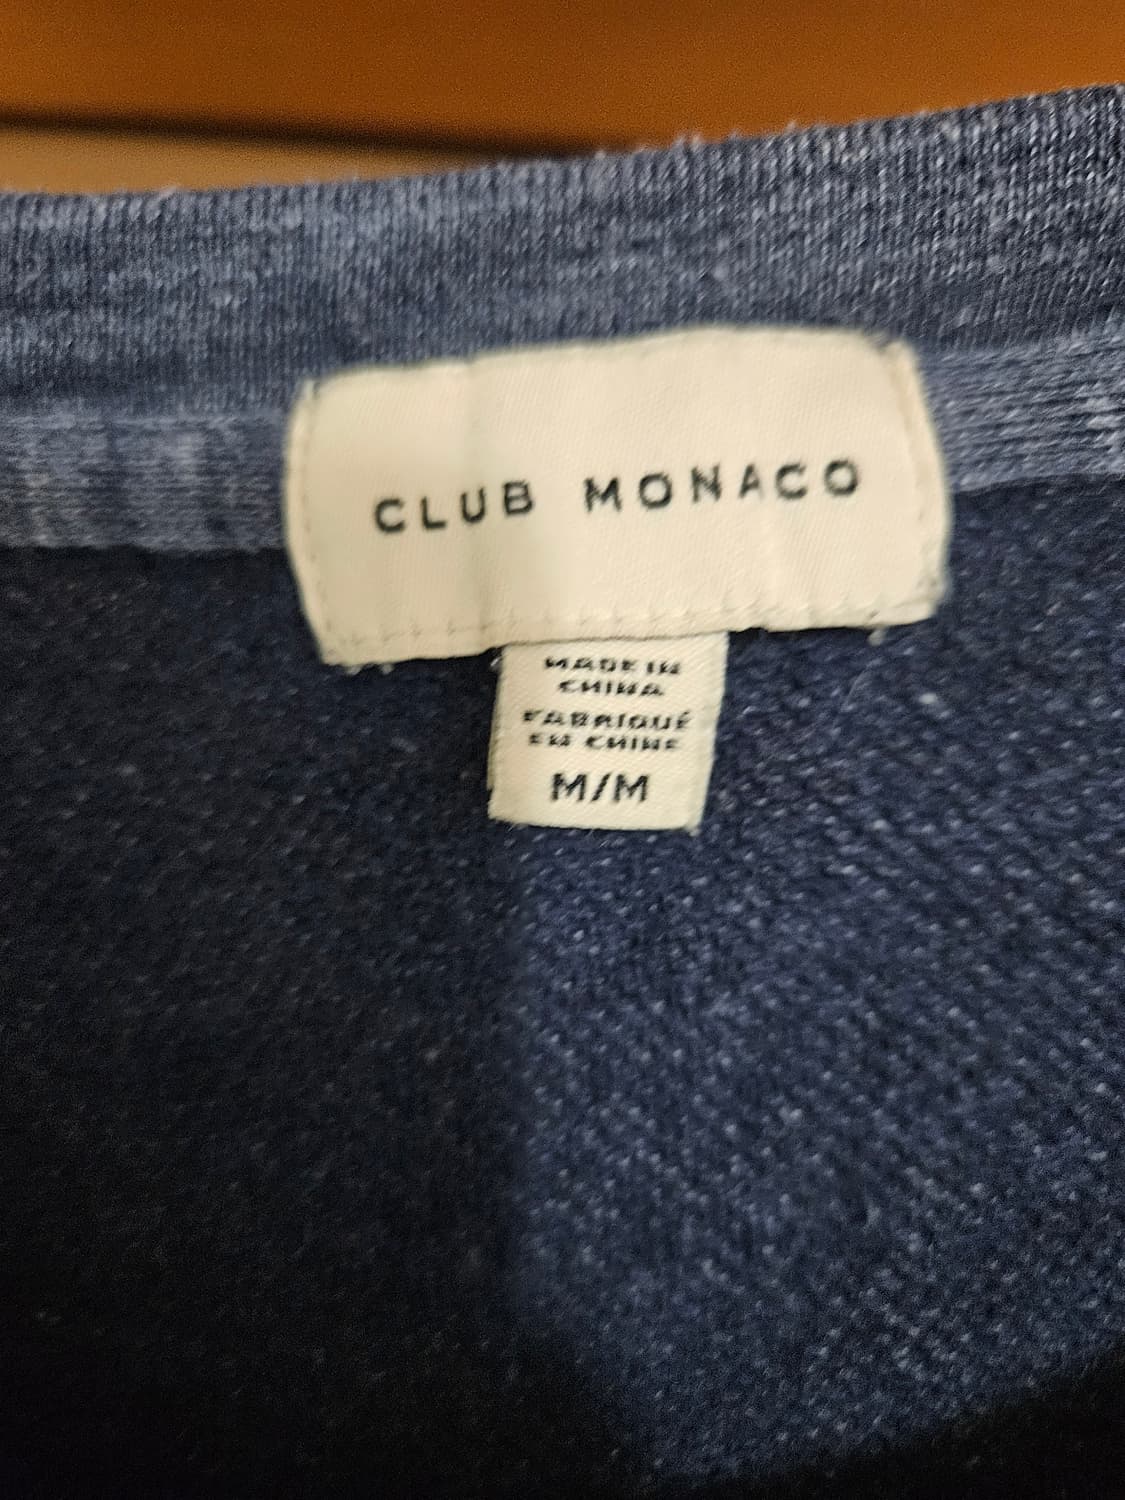 CLUB MONACO
MADE IN
CHINA
FABRIQUÉ
EN CHINE
M/M